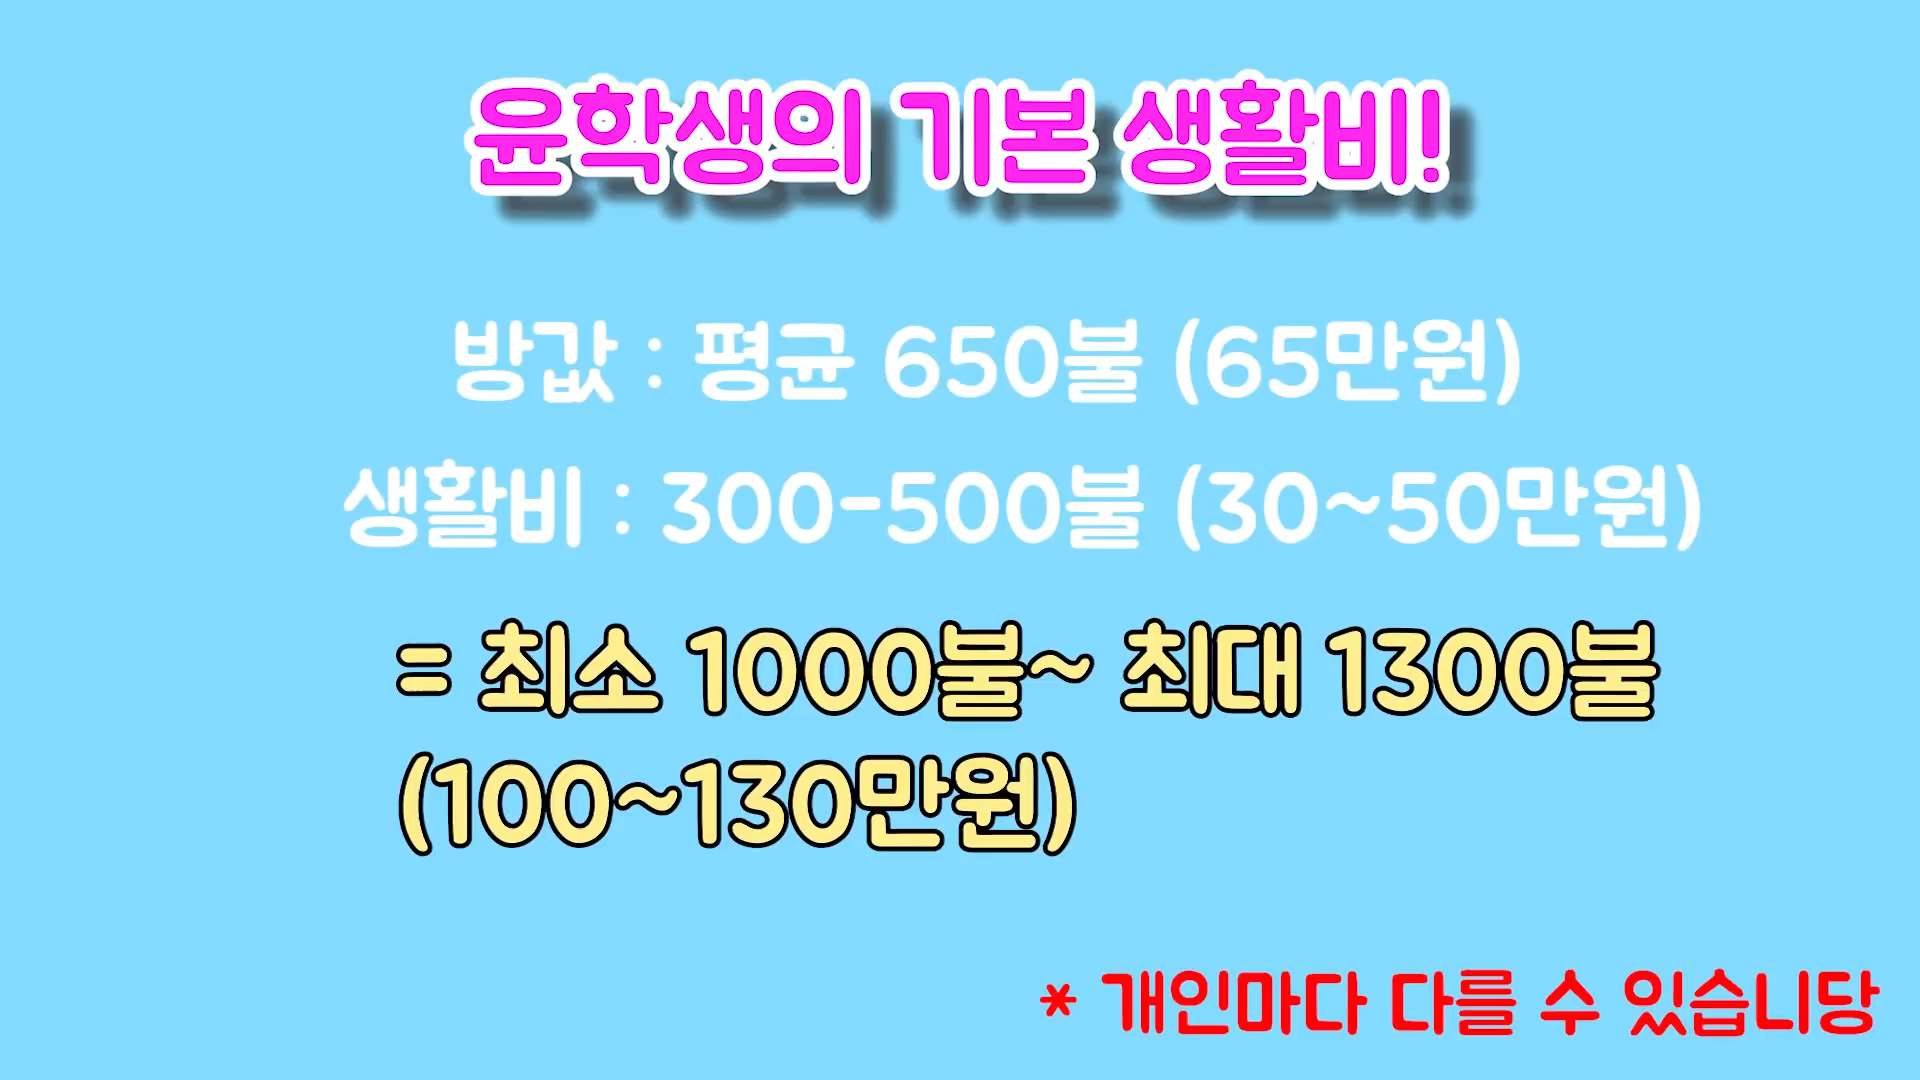 윤학생의 기본 생활비!
방값 : 평균 650불 (65만원)
생활비 : 300-500불 (30~50만원)
= 최소 1000불~ 최대 1300불
(100~130만원)
* 개인마다 다를 수 있습니당